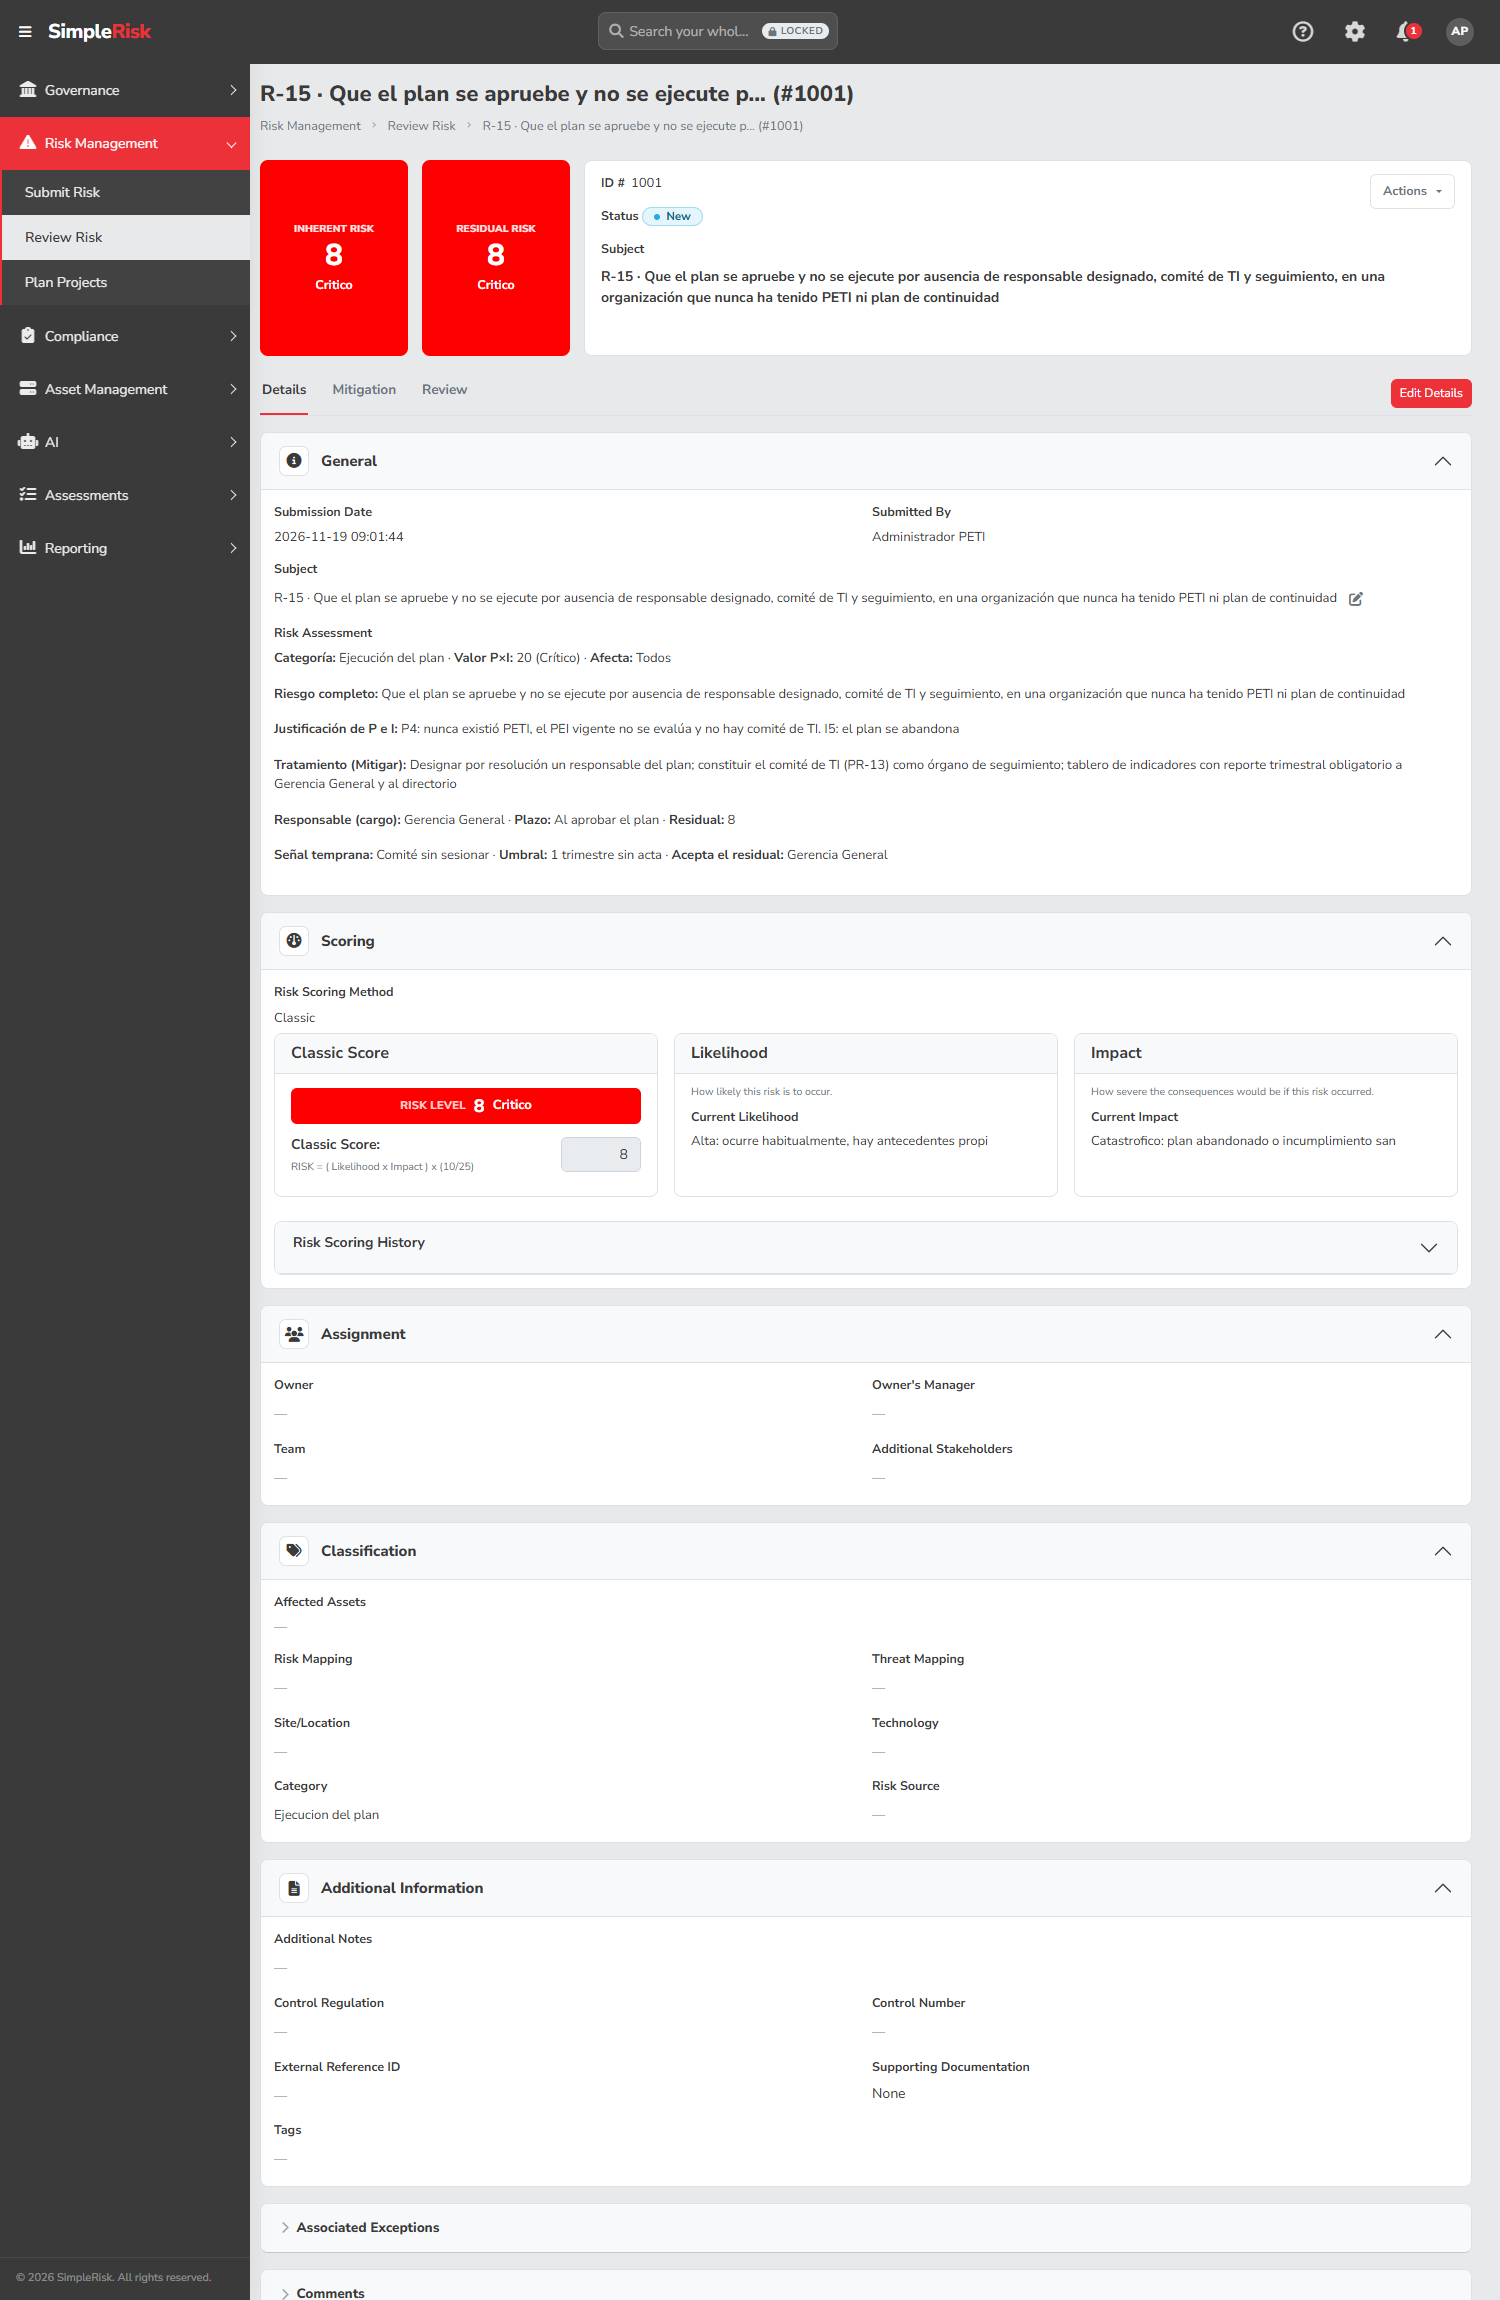 SimpleRisk
Search your whol...
LOCKED
1
AP
Governance
Risk Management
Submit Risk
Review Risk
Plan Projects
Compliance
Asset Management
AI
Assessments
Reporting
© 2026 SimpleRisk. All rights reserved.
R-15 · Que el plan se apruebe y no se ejecute p... (#1001)
Risk Management > Review Risk > R-15 · Que el plan se apruebe y no se ejecute p... (#1001)
INHERENT RISK
8
Critico
RESIDUAL RISK
8
Critico
ID # 1001
Actions
Status New
Subject
R-15 · Que el plan se apruebe y no se ejecute por ausencia de responsable designado, comité de TI y seguimiento, en una
organización que nunca ha tenido PETI ni plan de continuidad
Details Mitigation Review
Edit Details
General
Submission Date
2026-11-19 09:01:44
Submitted By
Administrador PETI
Subject
R-15 · Que el plan se apruebe y no se ejecute por ausencia de responsable designado, comité de TI y seguimiento, en una organización que nunca ha tenido PETI ni plan de continuidad
Risk Assessment
Categoría: Ejecución del plan · Valor P×I: 20 (Crítico) · Afecta: Todos
Riesgo completo: Que el plan se apruebe y no se ejecute por ausencia de responsable designado, comité de TI y seguimiento, en una organización que nunca ha tenido PETI ni plan de continuidad
Justificación de P e I: P4: nunca existió PETI, el PEI vigente no se evalúa y no hay comité de TI. I5: el plan se abandona
Tratamiento (Mitigar): Designar por resolución un responsable del plan; constituir el comité de TI (PR-13) como órgano de seguimiento; tablero de indicadores con reporte trimestral obligatorio a
Gerencia General y al directorio
Responsable (cargo): Gerencia General · Plazo: Al aprobar el plan · Residual: 8
Señal temprana: Comité sin sesionar · Umbral: 1 trimestre sin acta · Acepta el residual: Gerencia General
Scoring
Risk Scoring Method
Classic
Classic Score
RISK LEVEL 8 Critico
Classic Score:
RISK = ( Likelihood x Impact ) x (10/25)
8
Likelihood
How likely this risk is to occur.
Current Likelihood
Alta: ocurre habitualmente, hay antecedentes propi
Impact
How severe the consequences would be if this risk occurred.
Current Impact
Catastrofico: plan abandonado o incumplimiento san
Risk Scoring History
Assignment
Owner
—
Owner's Manager
—
Team
—
Additional Stakeholders
—
Classification
Affected Assets
—
Risk Mapping
—
Threat Mapping
—
Site/Location
—
Technology
—
Category
Ejecucion del plan
Risk Source
—
Additional Information
Additional Notes
—
Control Regulation
—
Control Number
—
External Reference ID
—
Supporting Documentation
None
Tags
—
Associated Exceptions
Comments